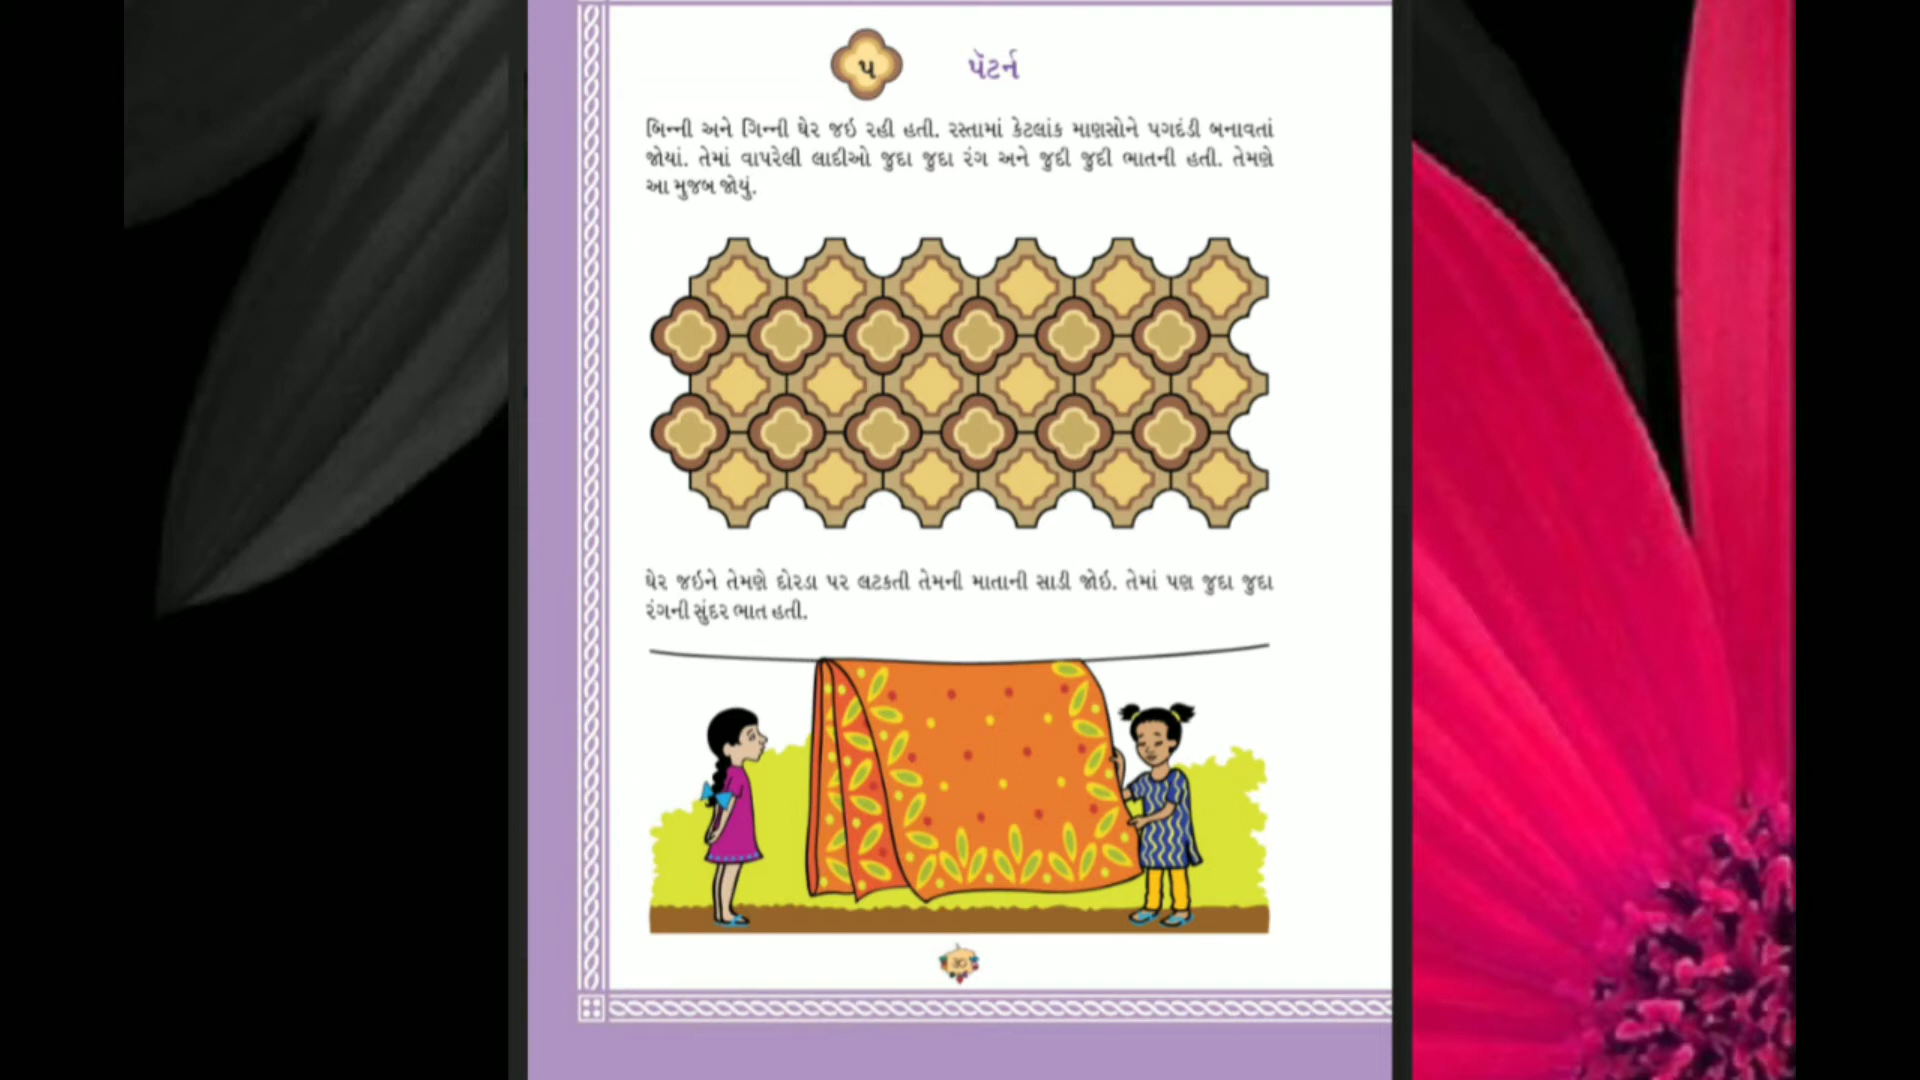 ૫
પૅટર્ન
બિન્ની અને ગિન્ની ઘેર જઇ રહી હતી. રસ્તામાં કેટલાંક માણસોને પગદંડી બનાવતાં
જોયાં. તેમાં વાપરેલી લાદીઓ જુદા જુદા રંગ અને જુદી જુદી ભાતની હતી. તેમણે
આ મુજબ જોયું.
ઘેર જઇને તેમણે દોરડા પર લટકતી તેમની માતાની સાડી જોઇ. તેમાં પણ જુદા જુદા
રંગની સુંદર ભાત હતી.